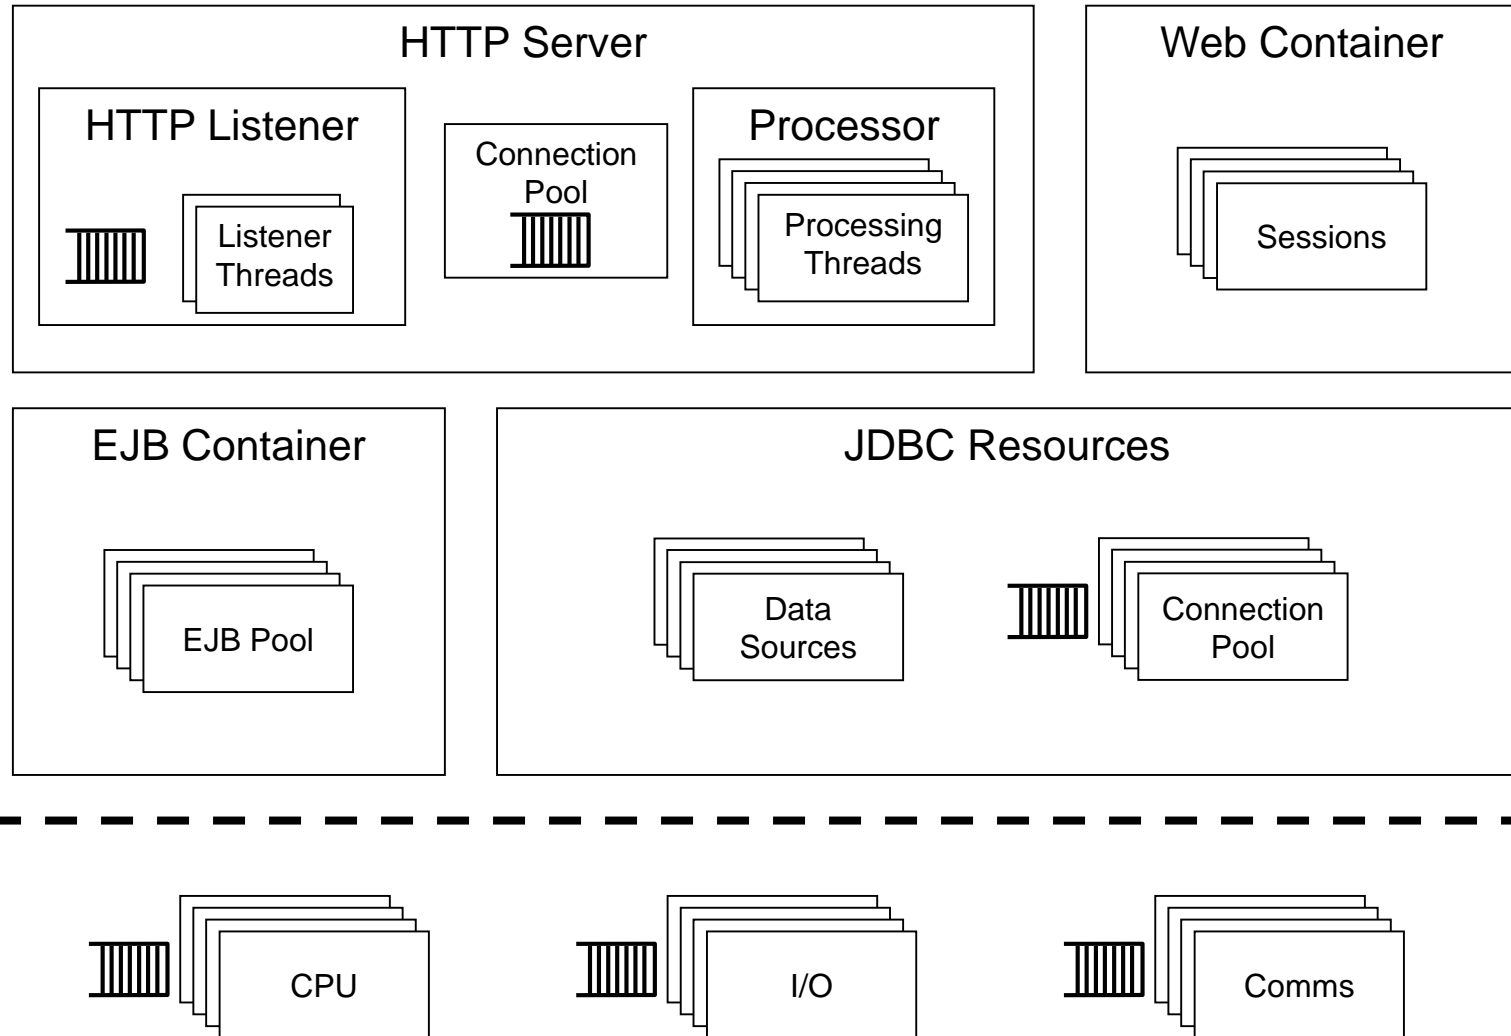 HTTP Server
Web Container
HTTP Listener
Processor
Connection
Pool
Listener
Threads
Processing
Threads
Sessions
EJB Container
JDBC Resources
EJB Pool
Data
Sources
Connection
Pool
CPU
I/O
Comms